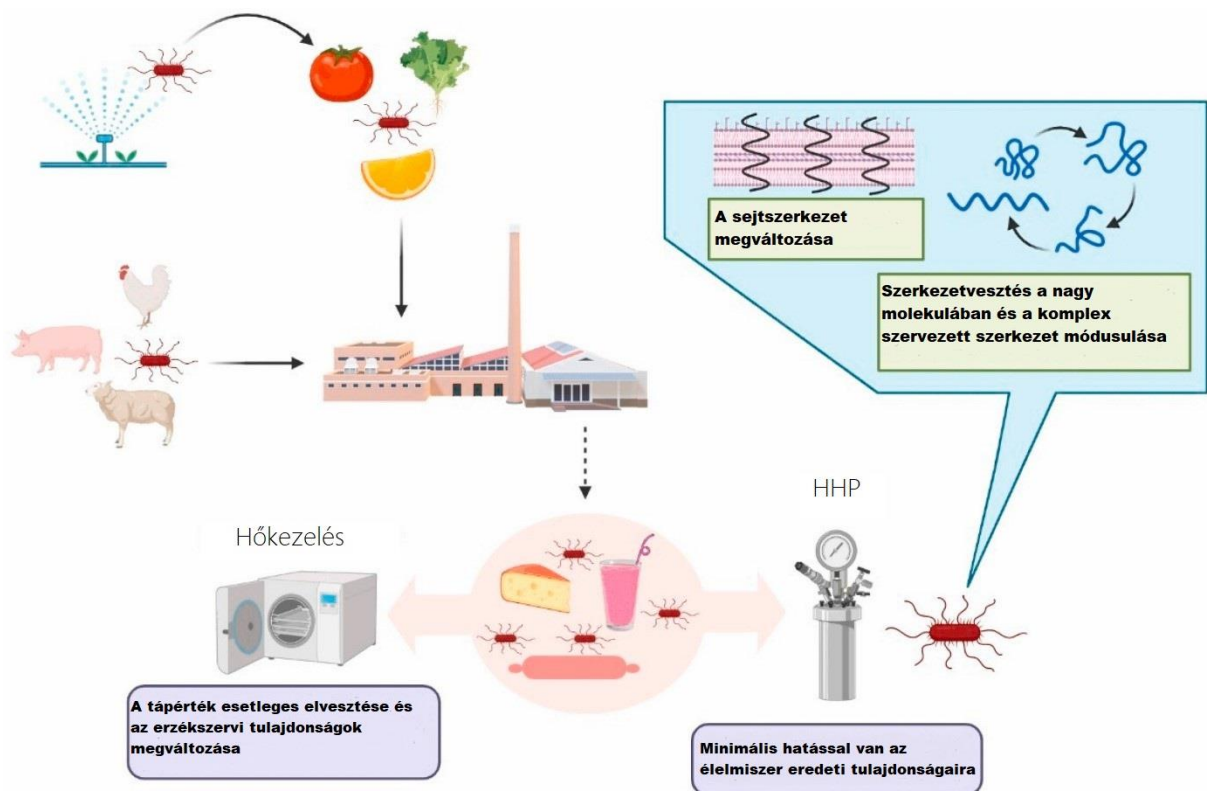 A sejtszerkezet
megváltozása
Szerkezetvesztés a nagy
molekulában és a komplex
szervezett szerkezet módusulása
HHP
Hőkezelés
A tápérték esetleges elvesztése és
az erzékszervi tulajdonságok
megváltozása
Minimális hatással van az
élelmiszer eredeti tulajdonságaira